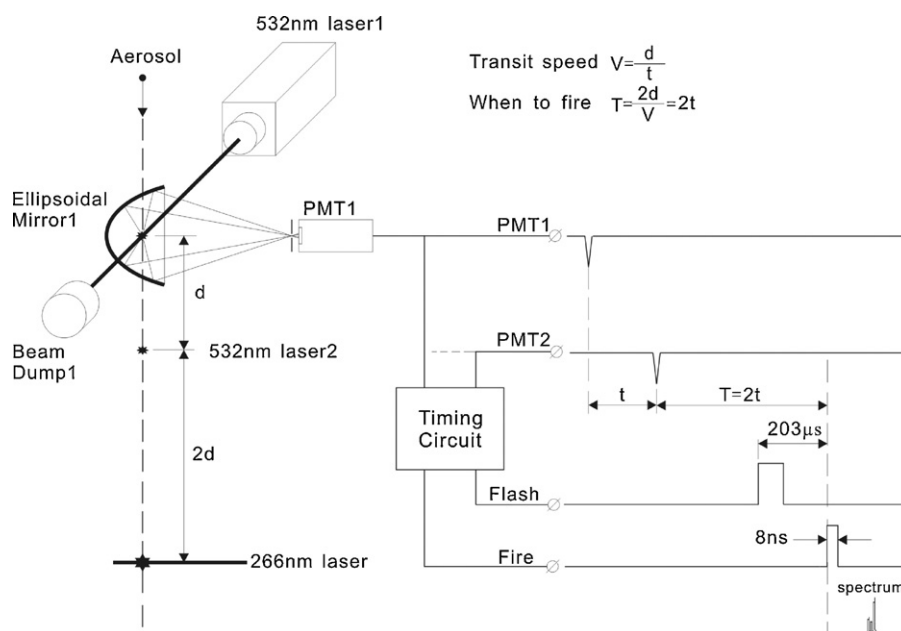 532nm laser1
Aerosol
Transit speed V=d/t
When to fire T=2d/V=2t
Ellipsoidal
Mirror1
PMT1
PMT1
d
Beam
Dump1
532nm laser2
PMT2
t
T=2t
Timing
Circuit
203μs
2d
Flash
8ns
266nm laser
Fire
spectrum